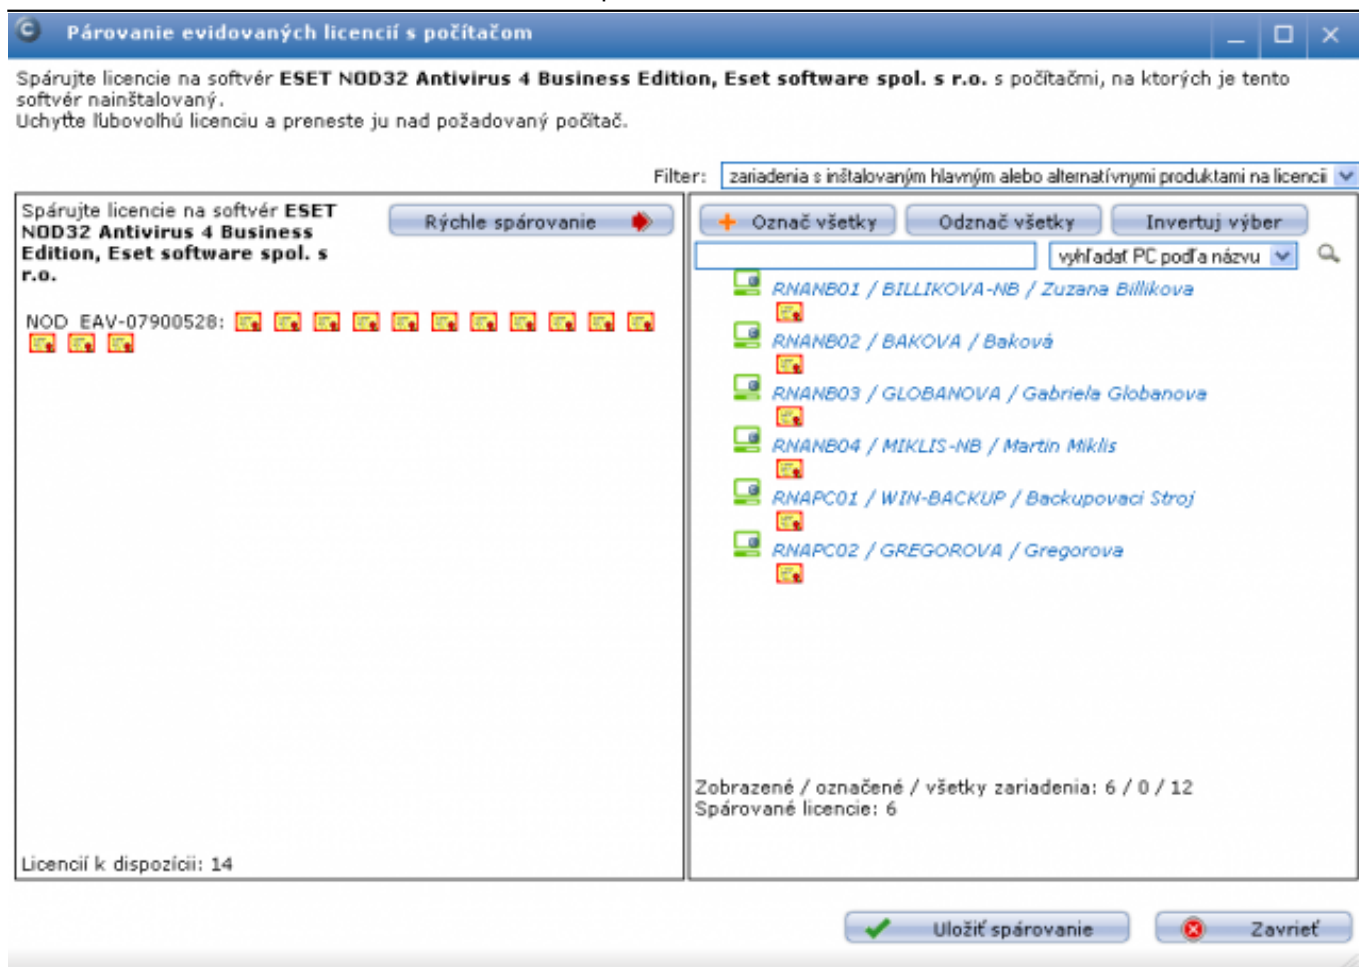 Párovanie evidovaných licencií s počítačom
Spárujte licencie na softvér ESET NOD32 Antivirus 4 Business Edition, Eset software spol. s r.o. s počítačmi, na ktorých je tento
softvér nainštalovaný.
Uchyťte ľubovoľnú licenciu a preneste ju nad požadovaný počítač.
Filter: zariadenia s inštalovaným hlavným alebo alternatívnymi produktami na licencii
Spárujte licencie na softvér ESET
NOD32 Antivirus 4 Business
Edition, Eset software spol. s
r.o.
Rýchle spárovanie
NOD_EAV-07900528:
Licencií k dispozícii: 14
Označ všetky
Odznač všetky
Invertuj výber
vyhľadať PC podľa názvu
RNANB01 / BILLIKOVA-NB / Zuzana Billikova
RNANB02 / BAKOVA / Baková
RNANB03 / GLOBANOVA / Gabriela Globanova
RNANB04 / MIKLIS-NB / Martin Miklis
RNAPC01 / WIN-BACKUP / Backupovaci Stroj
RNAPC02 / GREGOROVA / Gregorova
Zobrazené / označené / všetky zariadenia: 6 / 0 / 12
Spárované licencie: 6
Uložiť spárovanie
Zavrieť